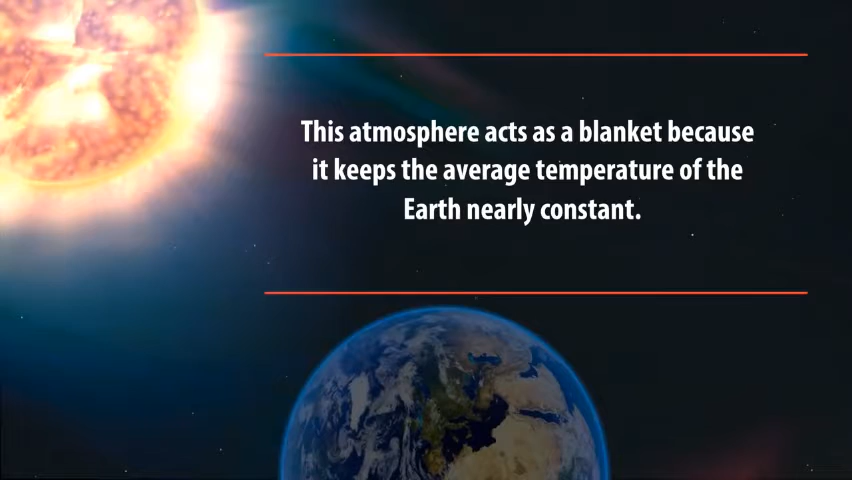 This atmosphere acts as a blanket because
it keeps the average temperature of the
Earth nearly constant.